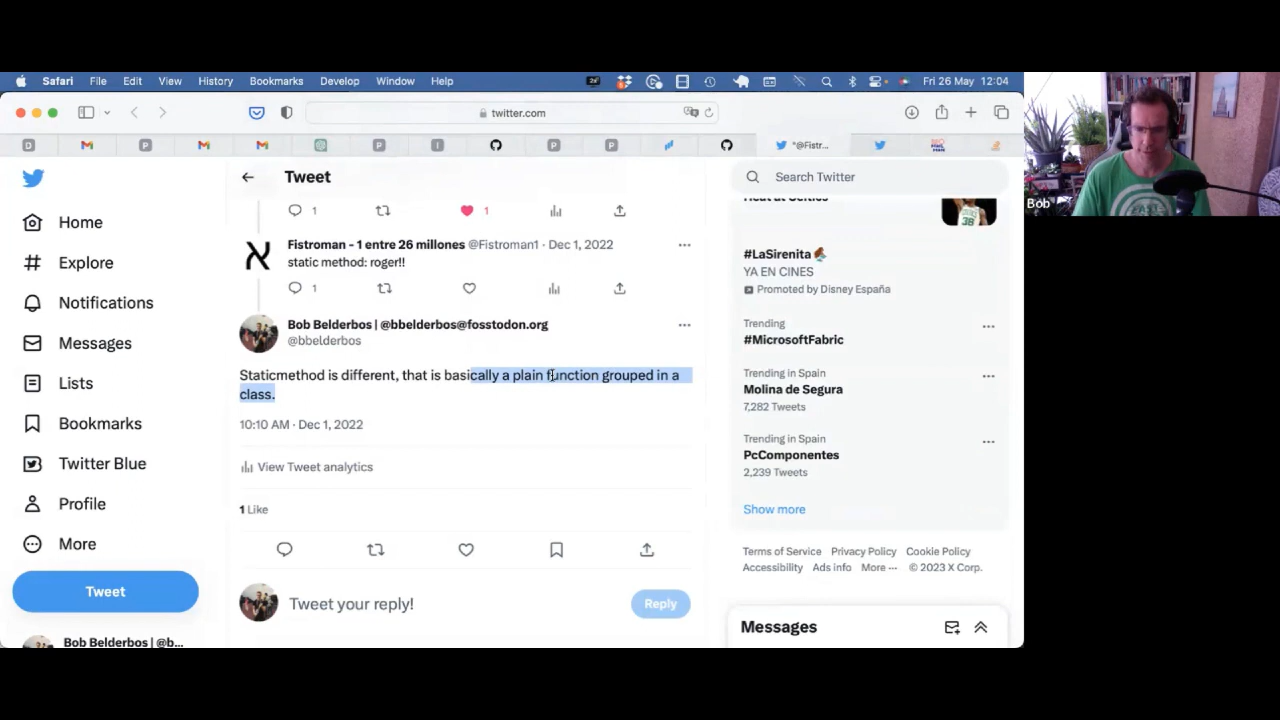 Safari File Edit View History Bookmarks Develop Window Help Fri 26 May 12:04
twitter.com
"@Fistr...
Home
Explore
Notifications
Messages
Lists
Bookmarks
Twitter Blue
Profile
More
Tweet
Bob Belderbos | @b...
Tweet
1 1
Fistroman - 1 entre 26 millones @Fistroman1 · Dec 1, 2022
static method: roger!!
1
Bob Belderbos | @bbelderbos@fosstodon.org
@bbelderbos
Staticmethod is different, that is basically a plain function grouped in a
class.
10:10 AM · Dec 1, 2022
View Tweet analytics
1 Like
Tweet your reply!
Reply
Search Twitter
Heat at Celtics
#LaSirenita
YA EN CINES
Promoted by Disney España
Trending
#MicrosoftFabric
Trending in Spain
Molina de Segura
7,282 Tweets
Trending in Spain
PcComponentes
2,239 Tweets
Show more
Terms of Service Privacy Policy Cookie Policy
Accessibility Ads info More ··· © 2023 X Corp.
Messages
Bob